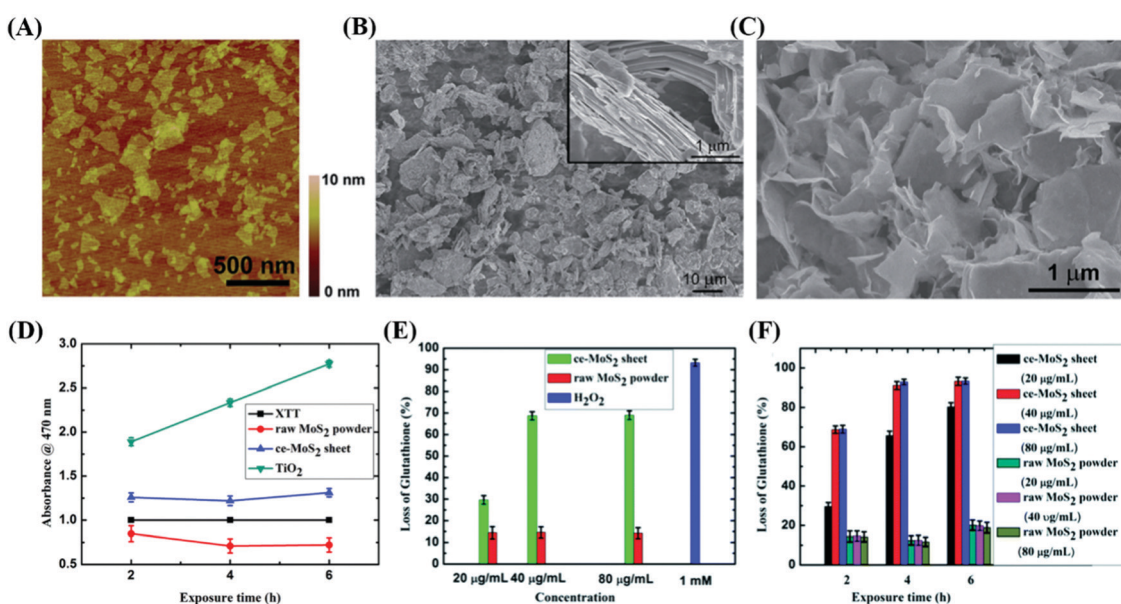 (A)
500 nm
10 nm
0 nm
(B)
1 μm
10 μm
(C)
1 μm
(D)
Absorbance @ 470 nm
3.0
2.5
2.0
1.5
1.0
0.5
XTT
raw MoS2 powder
ce-MoS2 sheet
TiO2
2 4 6
Exposure time (h)
(E)
Loss of Glutathione (%)
100
90
80
70
60
50
40
30
20
10
0
ce-MoS2 sheet
raw MoS2 powder
H2O2
20 μg/mL 40 μg/mL 80 μg/mL 1 mM
Concentration
(F)
Loss of Glutathione (%)
100
80
60
40
20
0
ce-MoS2 sheet
(20 μg/mL)
ce-MoS2 sheet
(40 μg/mL)
ce-MoS2 sheet
(80 μg/mL)
raw MoS2 powder
(20 μg/mL)
raw MoS2 powder
(40 υg/mL)
raw MoS2 powder
(80 μg/mL)
2 4 6
Exposure time (h)